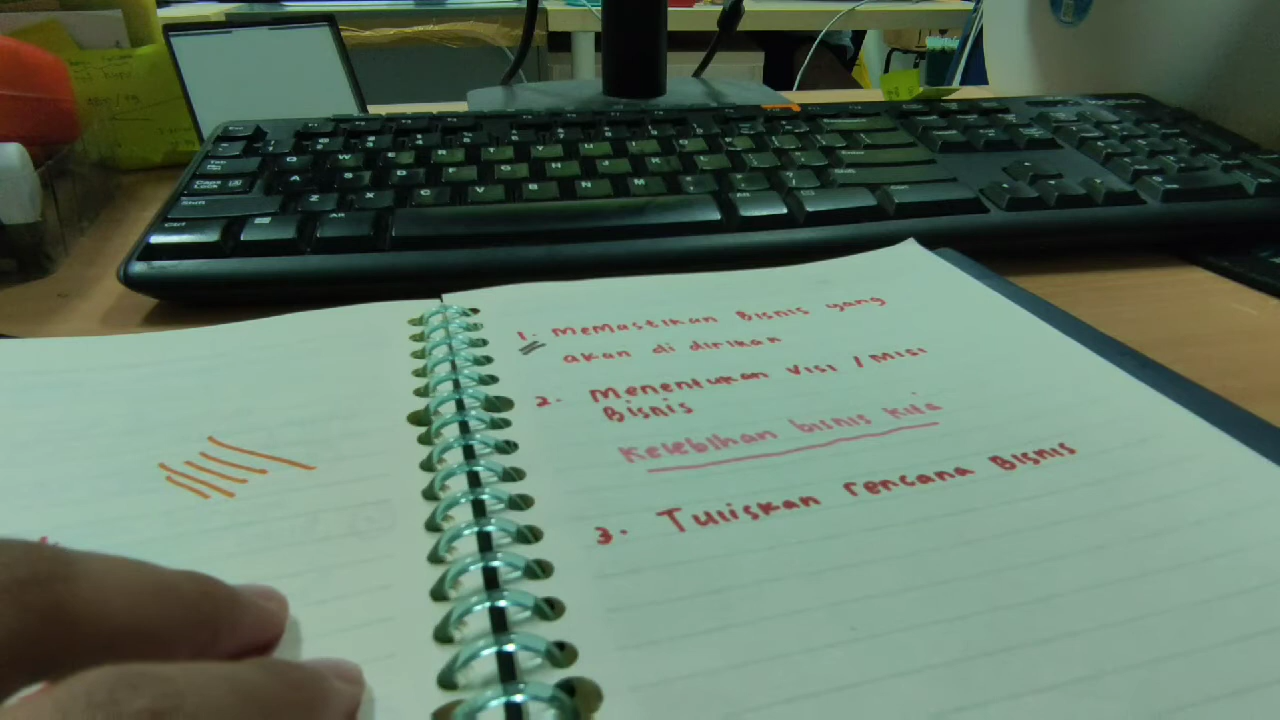 1. Memastikan Bisnis yang
akan di dirikan
2. Menentukan Visi / Misi
Bisnis
Kelebihan bisnis kita
3. Tuliskan rencana Bisnis